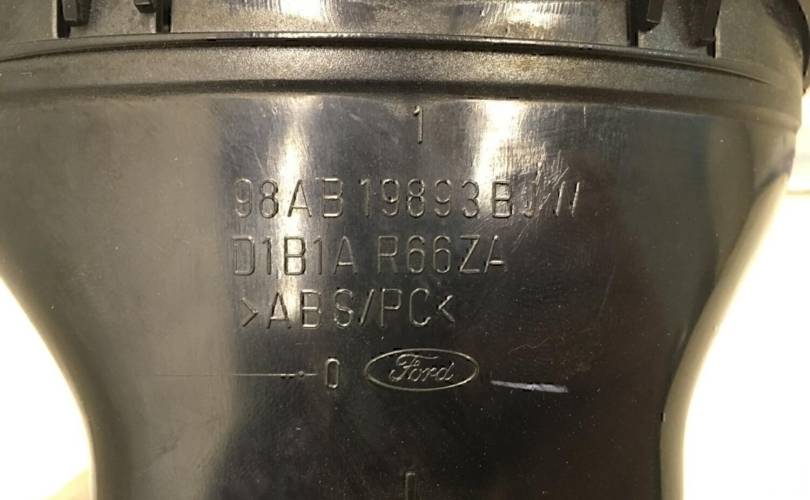 1
98AB 19893 BJW
D1B1A R66ZA
>ABS/PC<
0 Ford